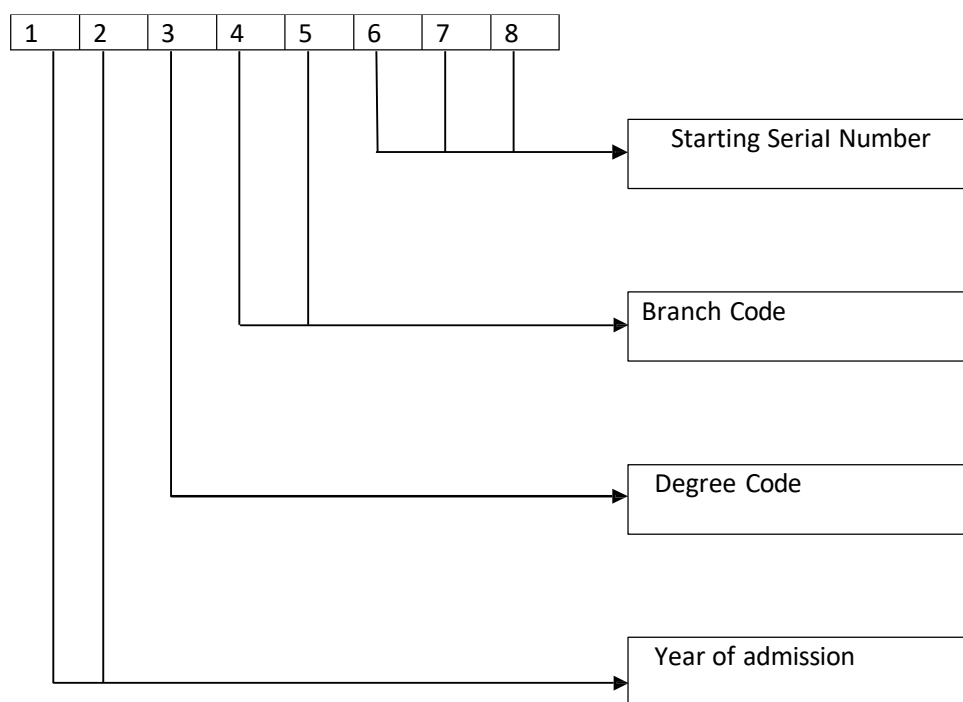 1 2 3 4 5 6 7 8
Starting Serial Number
Branch Code
Degree Code
Year of admission